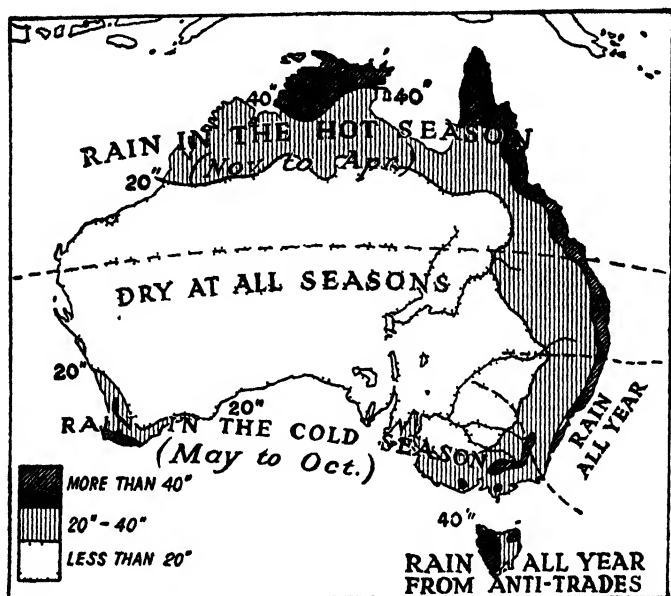 40" 40"
RAIN IN THE HOT SEASON
(Nov to Apr.)
20"
DRY AT ALL SEASONS
20"
20"
RAIN IN THE COLD SEASON
(May to Oct.)
RAIN
ALL YEAR
MORE THAN 40"
20"-40"
LESS THAN 20"
40"
RAIN ALL YEAR
FROM ANTI-TRADES